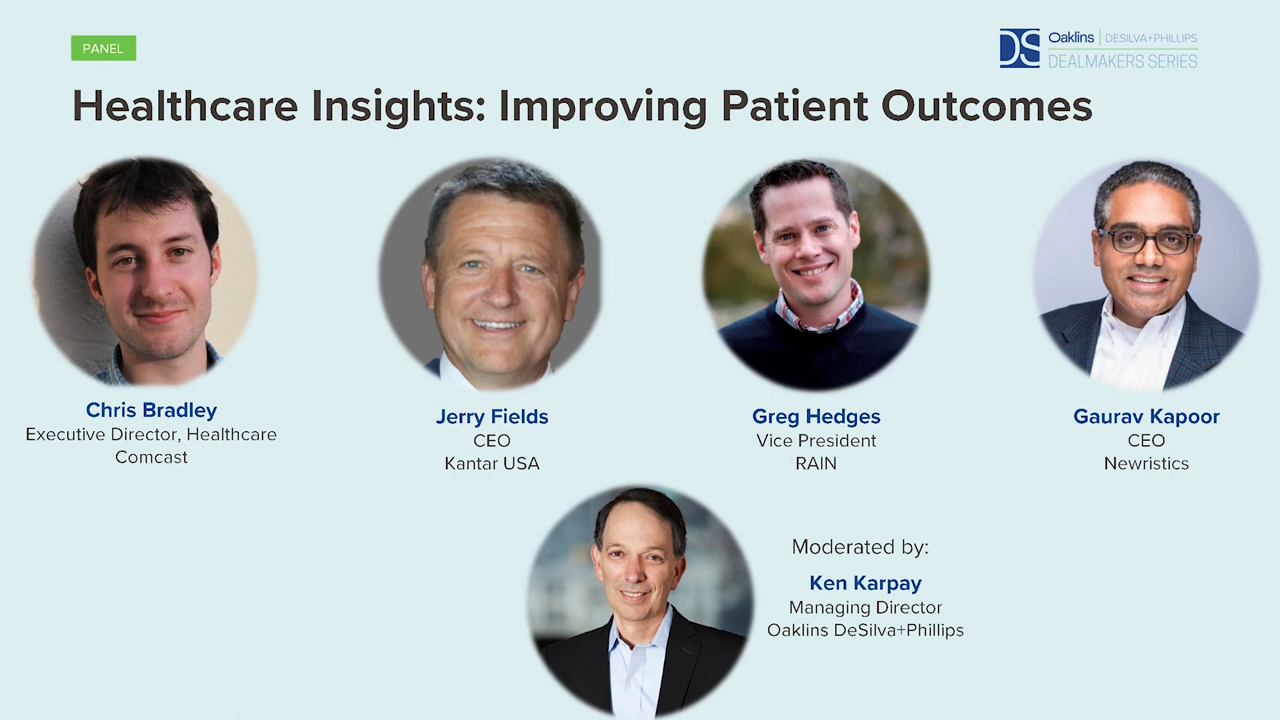 PANEL
DS Oaklins | DESILVA+PHILLIPS
DEALMAKERS SERIES
Healthcare Insights: Improving Patient Outcomes
Chris Bradley
Executive Director, Healthcare
Comcast
Jerry Fields
CEO
Kantar USA
Greg Hedges
Vice President
RAIN
Gaurav Kapoor
CEO
Newristics
Moderated by:
Ken Karpay
Managing Director
Oaklins DeSilva+Phillips